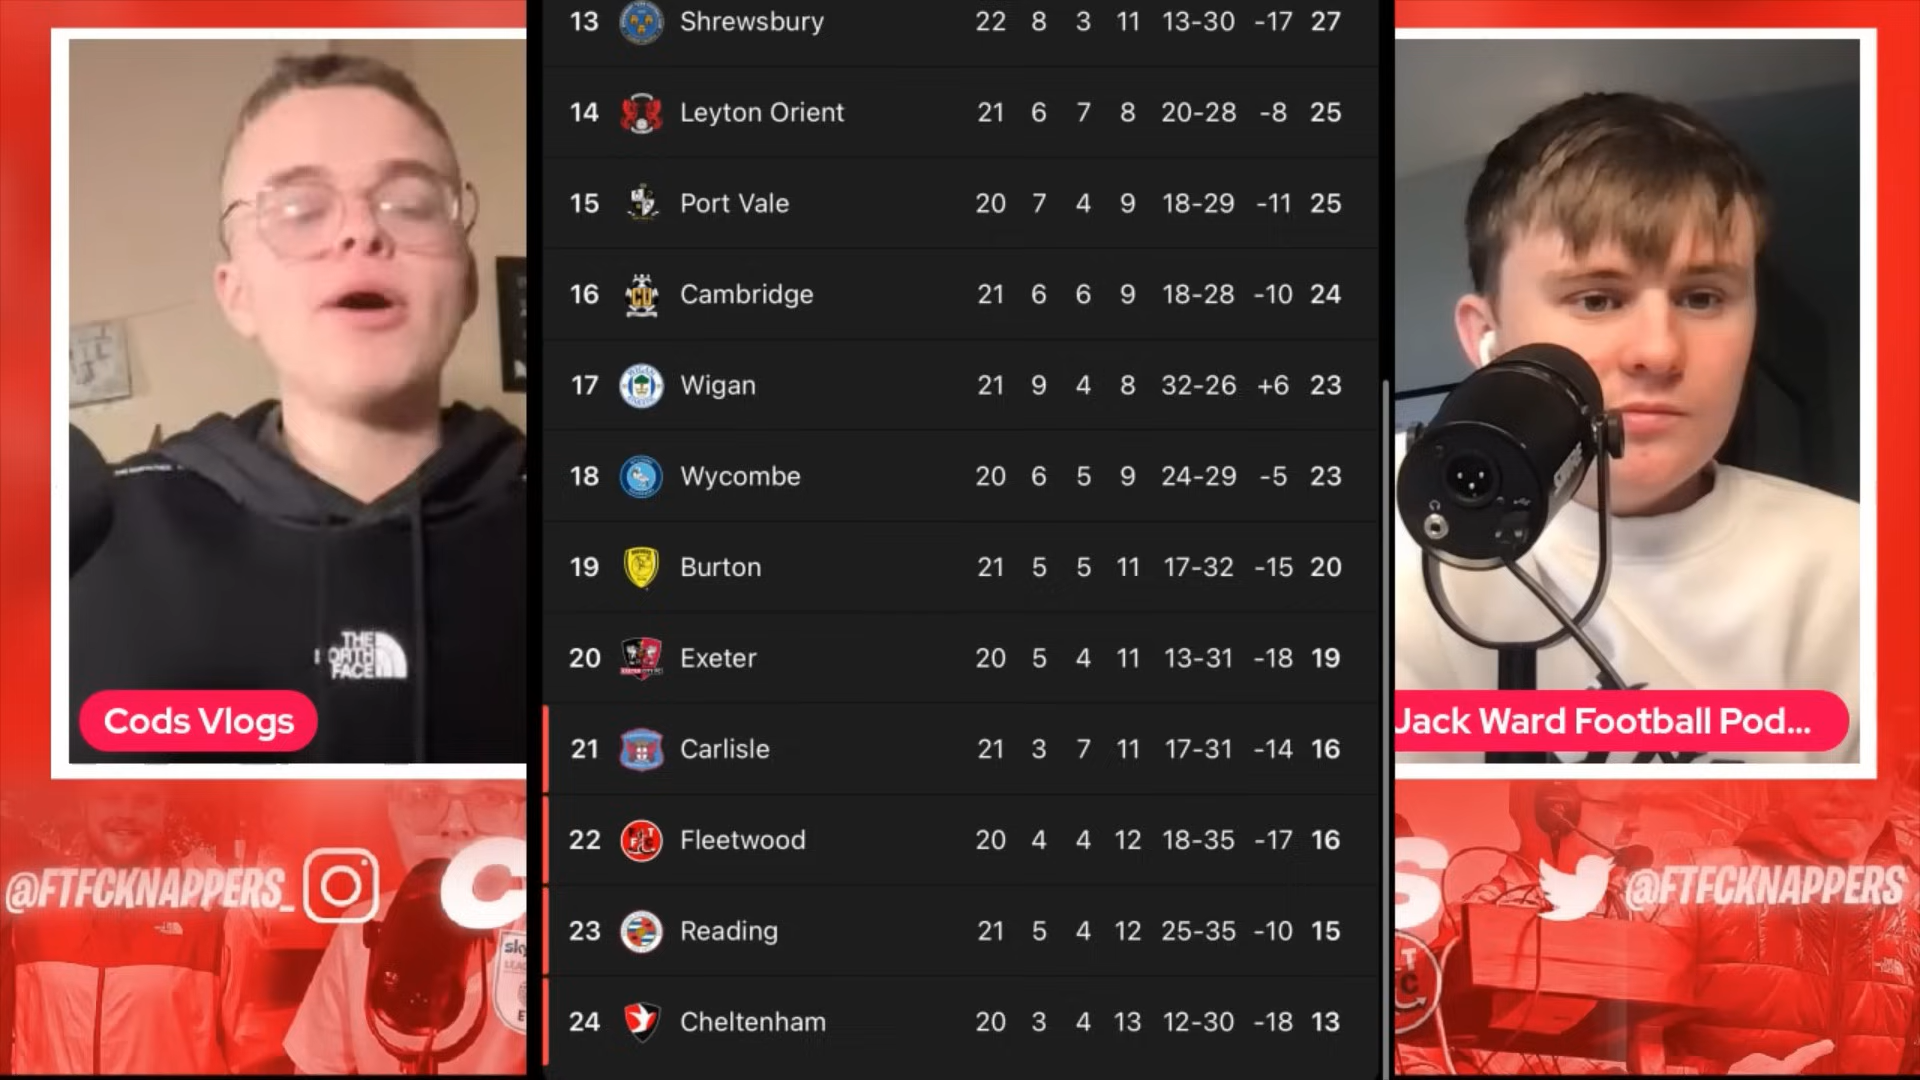 13 Shrewsbury 22 8 3 11 13-30 -17 27
14 Leyton Orient 21 6 7 8 20-28 -8 25
15 Port Vale 20 7 4 9 18-29 -11 25
16 Cambridge 21 6 6 9 18-28 -10 24
17 Wigan 21 9 4 8 32-26 +6 23
18 Wycombe 20 6 5 9 24-29 -5 23
19 Burton 21 5 5 11 17-32 -15 20
20 Exeter 20 5 4 11 13-31 -18 19
21 Carlisle 21 3 7 11 17-31 -14 16
22 Fleetwood 20 4 4 12 18-35 -17 16
23 Reading 21 5 4 12 25-35 -10 15
24 Cheltenham 20 3 4 13 12-30 -18 13
THE
NORTH
FACE
Cods Vlogs
Jack Ward Football Pod...
@FTFCKNAPPERS_
C
S
@FTFCKNAPPERS
sky